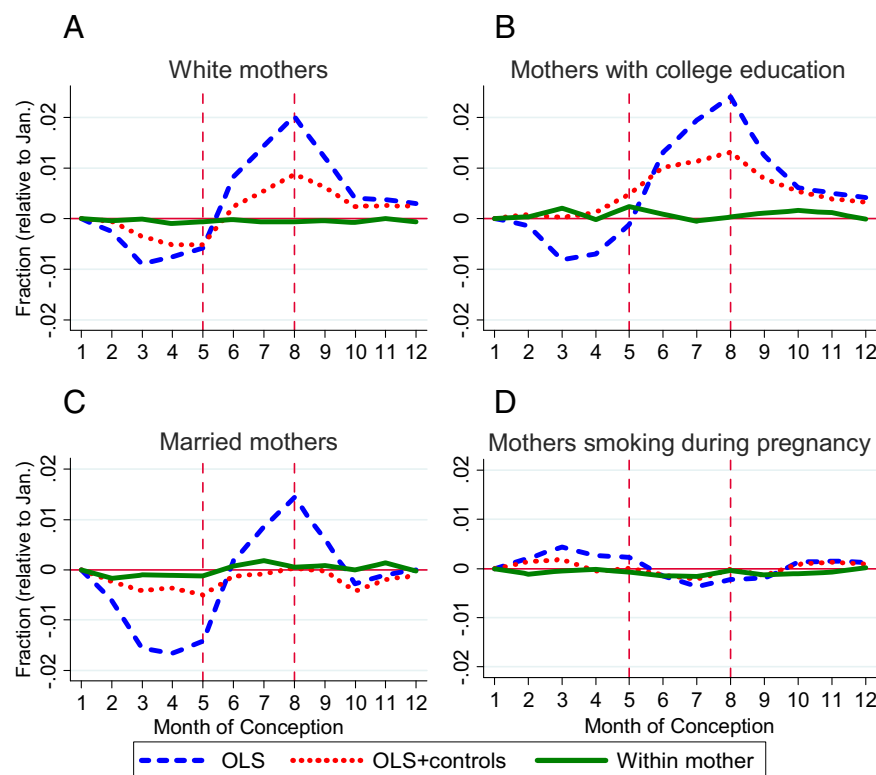 A
White mothers
Fraction (relative to Jan.)
.02
.01
0
-.01
-.02
1 2 3 4 5 6 7 8 9 10 11 12
B
Mothers with college education
.02
.01
0
-.01
-.02
1 2 3 4 5 6 7 8 9 10 11 12
C
Married mothers
Fraction (relative to Jan.)
.02
.01
0
-.01
-.02
1 2 3 4 5 6 7 8 9 10 11 12
Month of Conception
D
Mothers smoking during pregnancy
.02
.01
0
-.01
-.02
1 2 3 4 5 6 7 8 9 10 11 12
Month of Conception
OLS OLS+controls Within mother